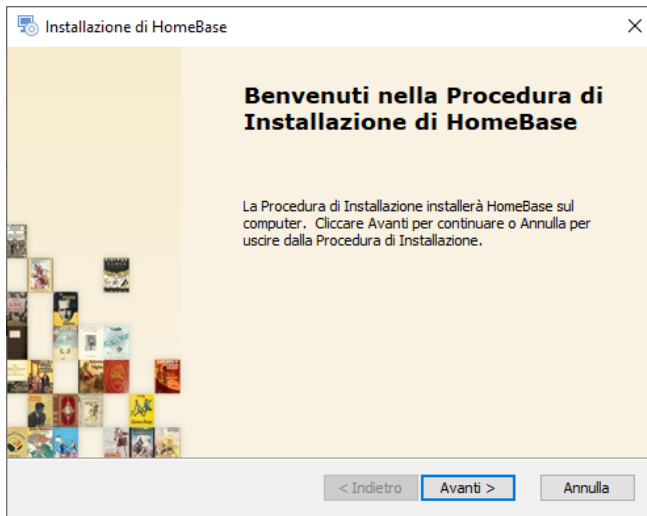 Installazione di HomeBase
Benvenuti nella Procedura di
Installazione di HomeBase
La Procedura di Installazione installerà HomeBase sul
computer.  Cliccare Avanti per continuare o Annulla per
uscire dalla Procedura di Installazione.
< Indietro
Avanti >
Annulla